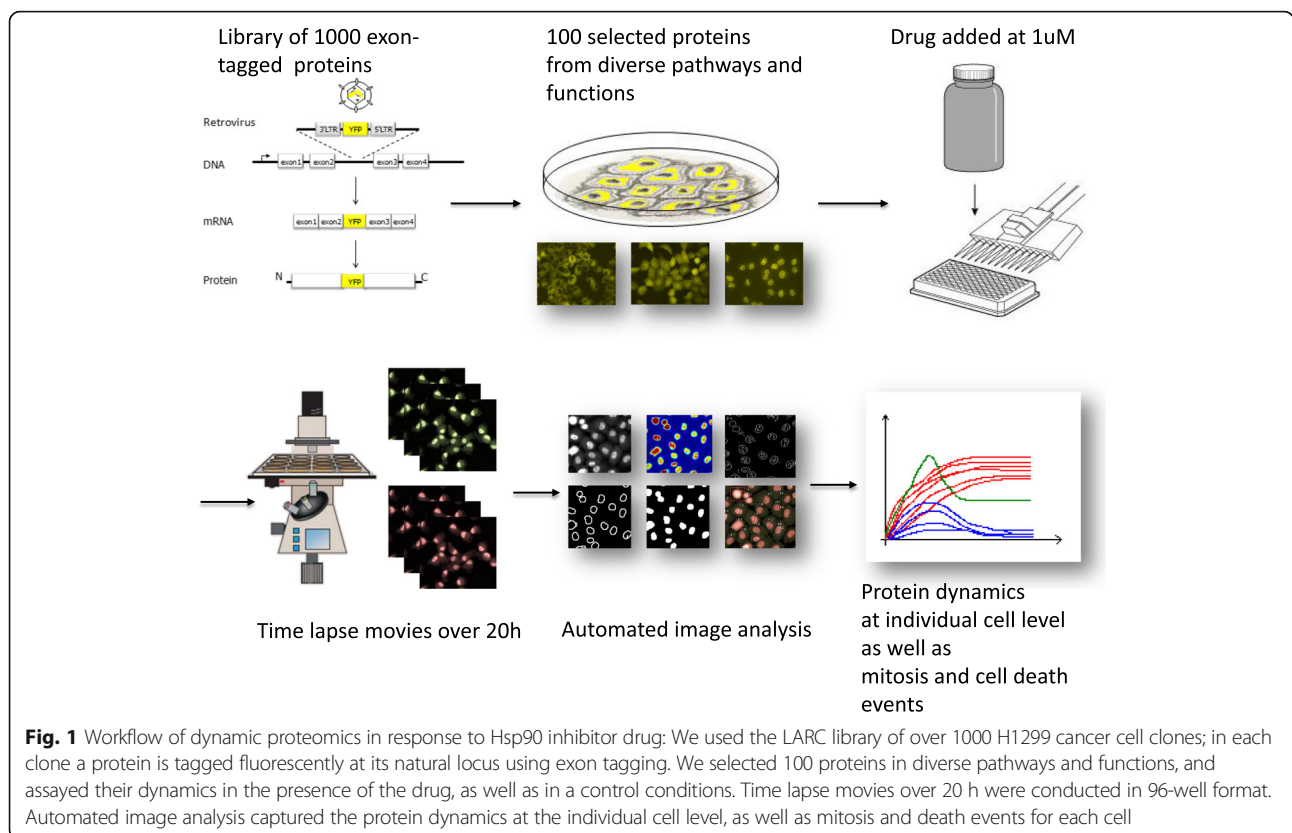 Library of 1000 exon-
tagged proteins
100 selected proteins
from diverse pathways and
functions
Drug added at 1uM
Retrovirus
3'LTR YFP 5'LTR
DNA
exon1 exon2 exon3 exon4
mRNA
exon1 exon2 YFP exon3 exon4
Protein
N YFP C
Time lapse movies over 20h
Automated image analysis
Protein dynamics
at individual cell level
as well as
mitosis and cell death
events
Fig. 1 Workflow of dynamic proteomics in response to Hsp90 inhibitor drug: We used the LARC library of over 1000 H1299 cancer cell clones; in each
clone a protein is tagged fluorescently at its natural locus using exon tagging. We selected 100 proteins in diverse pathways and functions, and
assayed their dynamics in the presence of the drug, as well as in a control conditions. Time lapse movies over 20 h were conducted in 96-well format.
Automated image analysis captured the protein dynamics at the individual cell level, as well as mitosis and death events for each cell